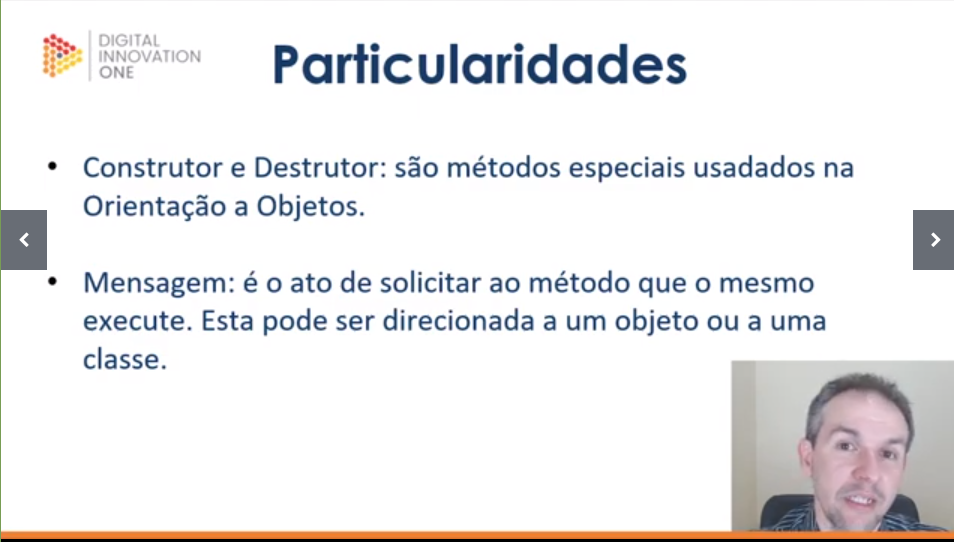 DIGITAL
INNOVATION
ONE
Particularidades
• Construtor e Destrutor: são métodos especiais usadados na
Orientação a Objetos.
• Mensagem: é o ato de solicitar ao método que o mesmo
execute. Esta pode ser direcionada a um objeto ou a uma
classe.